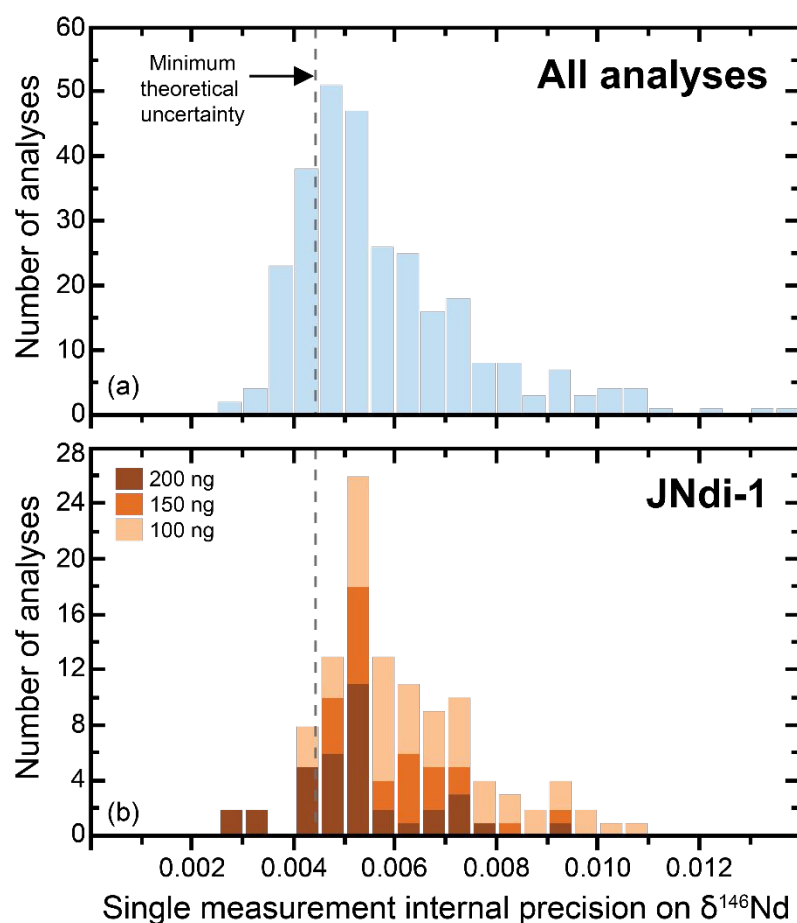 60
50
40
30
20
10
0
Number of analyses
Minimum
theoretical
uncertainty
All analyses
(a)
28
24
20
16
12
8
4
0
Number of analyses
200 ng
150 ng
100 ng
JNdi-1
(b)
0.002 0.004 0.006 0.008 0.010 0.012
Single measurement internal precision on δ¹⁴⁶Nd